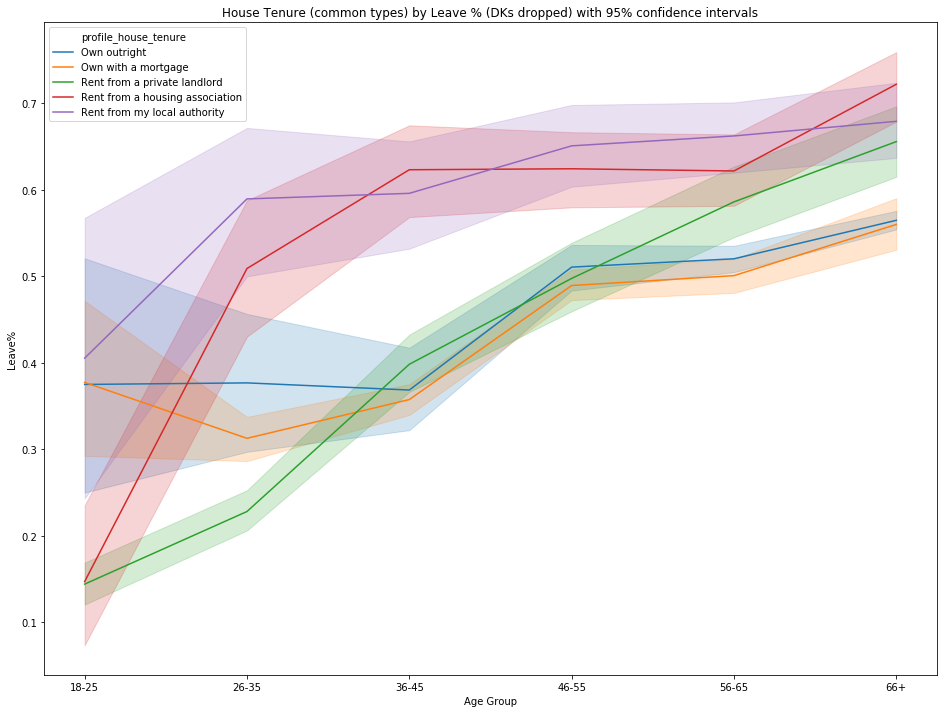 House Tenure (common types) by Leave % (DKs dropped) with 95% confidence intervals
profile_house_tenure
Own outright
Own with a mortgage
Rent from a private landlord
Rent from a housing association
Rent from my local authority
0.7
0.6
0.5
0.4
0.3
0.2
0.1
Leave%
18-25
26-35
36-45
46-55
56-65
66+
Age Group